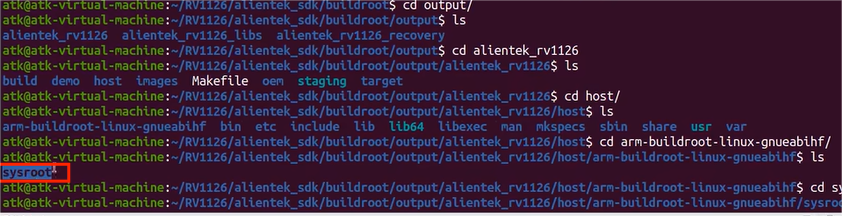 atk@atk-virtual-machine:~/RV1126/alientek_sdk/buildroot$ cd output/
atk@atk-virtual-machine:~/RV1126/alientek_sdk/buildroot/output$ ls
alientek_rv1126  alientek_rv1126_libs  alientek_rv1126_recovery
atk@atk-virtual-machine:~/RV1126/alientek_sdk/buildroot/output$ cd alientek_rv1126
atk@atk-virtual-machine:~/RV1126/alientek_sdk/buildroot/output/alientek_rv1126$ ls
build  demo  host  images  Makefile  oem  staging  target
atk@atk-virtual-machine:~/RV1126/alientek_sdk/buildroot/output/alientek_rv1126$ cd host/
atk@atk-virtual-machine:~/RV1126/alientek_sdk/buildroot/output/alientek_rv1126/host$ ls
arm-buildroot-linux-gnueabihf  bin  etc  include  lib  lib64  libexec  man  mkspecs  sbin  share  usr  var
atk@atk-virtual-machine:~/RV1126/alientek_sdk/buildroot/output/alientek_rv1126/host$ cd arm-buildroot-linux-gnueabihf/
atk@atk-virtual-machine:~/RV1126/alientek_sdk/buildroot/output/alientek_rv1126/host/arm-buildroot-linux-gnueabihf$ ls
sysroot
atk@atk-virtual-machine:~/RV1126/alientek_sdk/buildroot/output/alientek_rv1126/host/arm-buildroot-linux-gnueabihf$ cd sy
atk@atk-virtual-machine:~/RV1126/alientek_sdk/buildroot/output/alientek_rv1126/host/arm-buildroot-linux-gnueabihf/sysroo